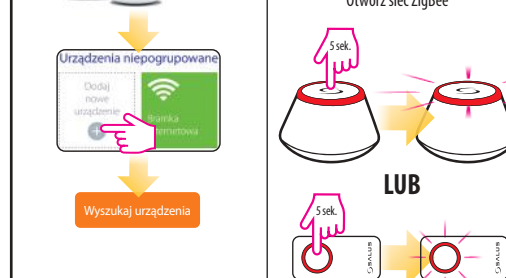 Otwórz sieć ZigBee
Urządzenia niepogrupowane
Dodaj
nowe
urządzenie
Bramka
internetowa
Wyszukaj urządzenia
5 sek.
LUB
5 sek.
SALUS
SALUS